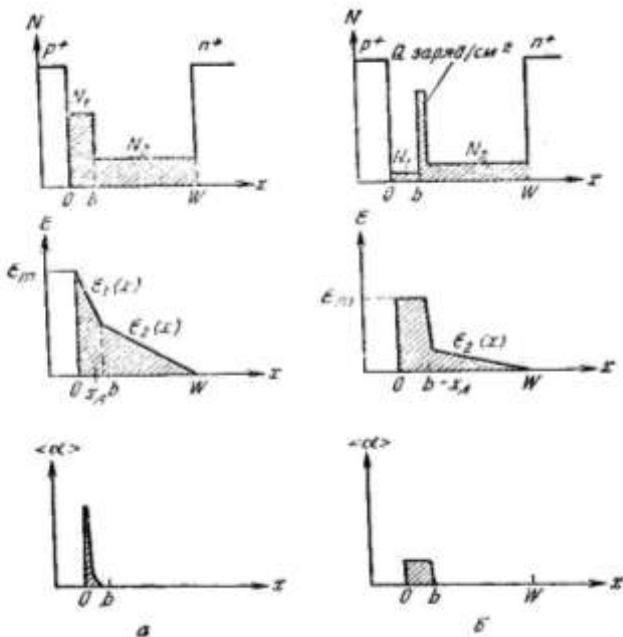 N
p+
n+
N₁
N₂
0
b
W
x
N
p+
Q заряд/см²
n+
N₁
N₂
0
b
W
x
E
Eₘ
E₁(x)
E₂(x)
0
x_A
b
W
x
E
Eₘ
E₂(x)
0
b-x_A
W
x
<α>
0
b
x
<α>
0
b
W
x
а
б